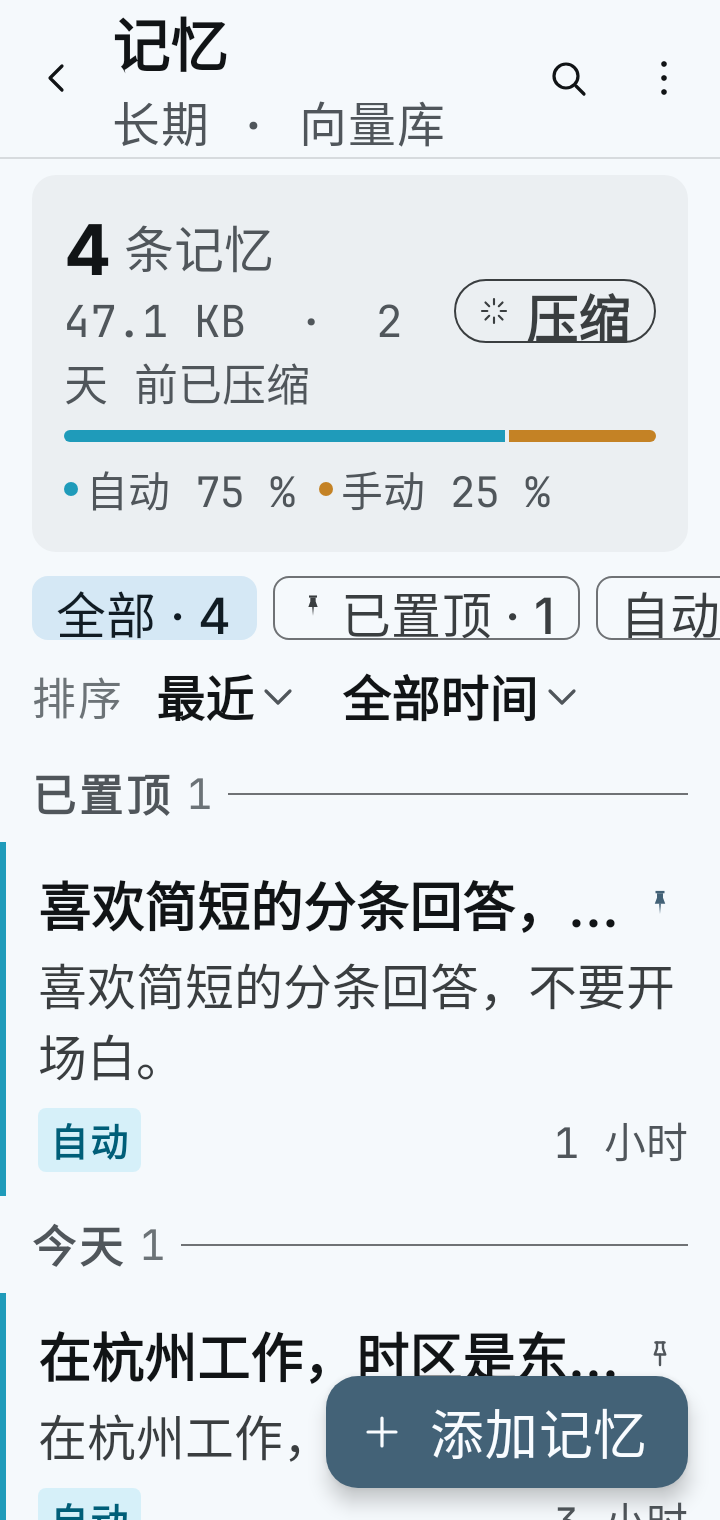 记忆
长期 · 向量库
4 条记忆
47.1 KB · 2
天 前已压缩
压缩
自动 75 % 手动 25 %
全部 · 4 已置顶 · 1 自动
排序 最近 全部时间
已置顶 1
喜欢简短的分条回答，...
喜欢简短的分条回答，不要开
场白。
自动 1 小时
今天 1
在杭州工作，时区是东...
在杭州工作，
添加记忆
自动 3 小时